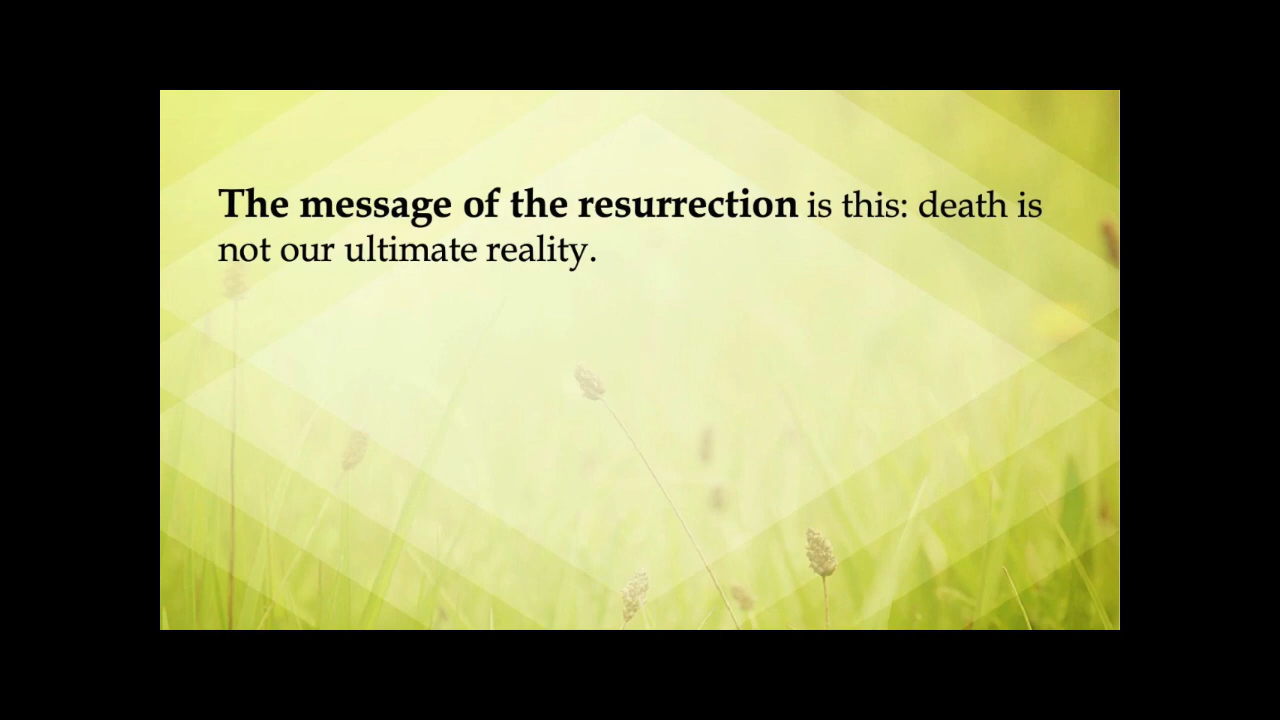 The message of the resurrection is this: death is
not our ultimate reality.